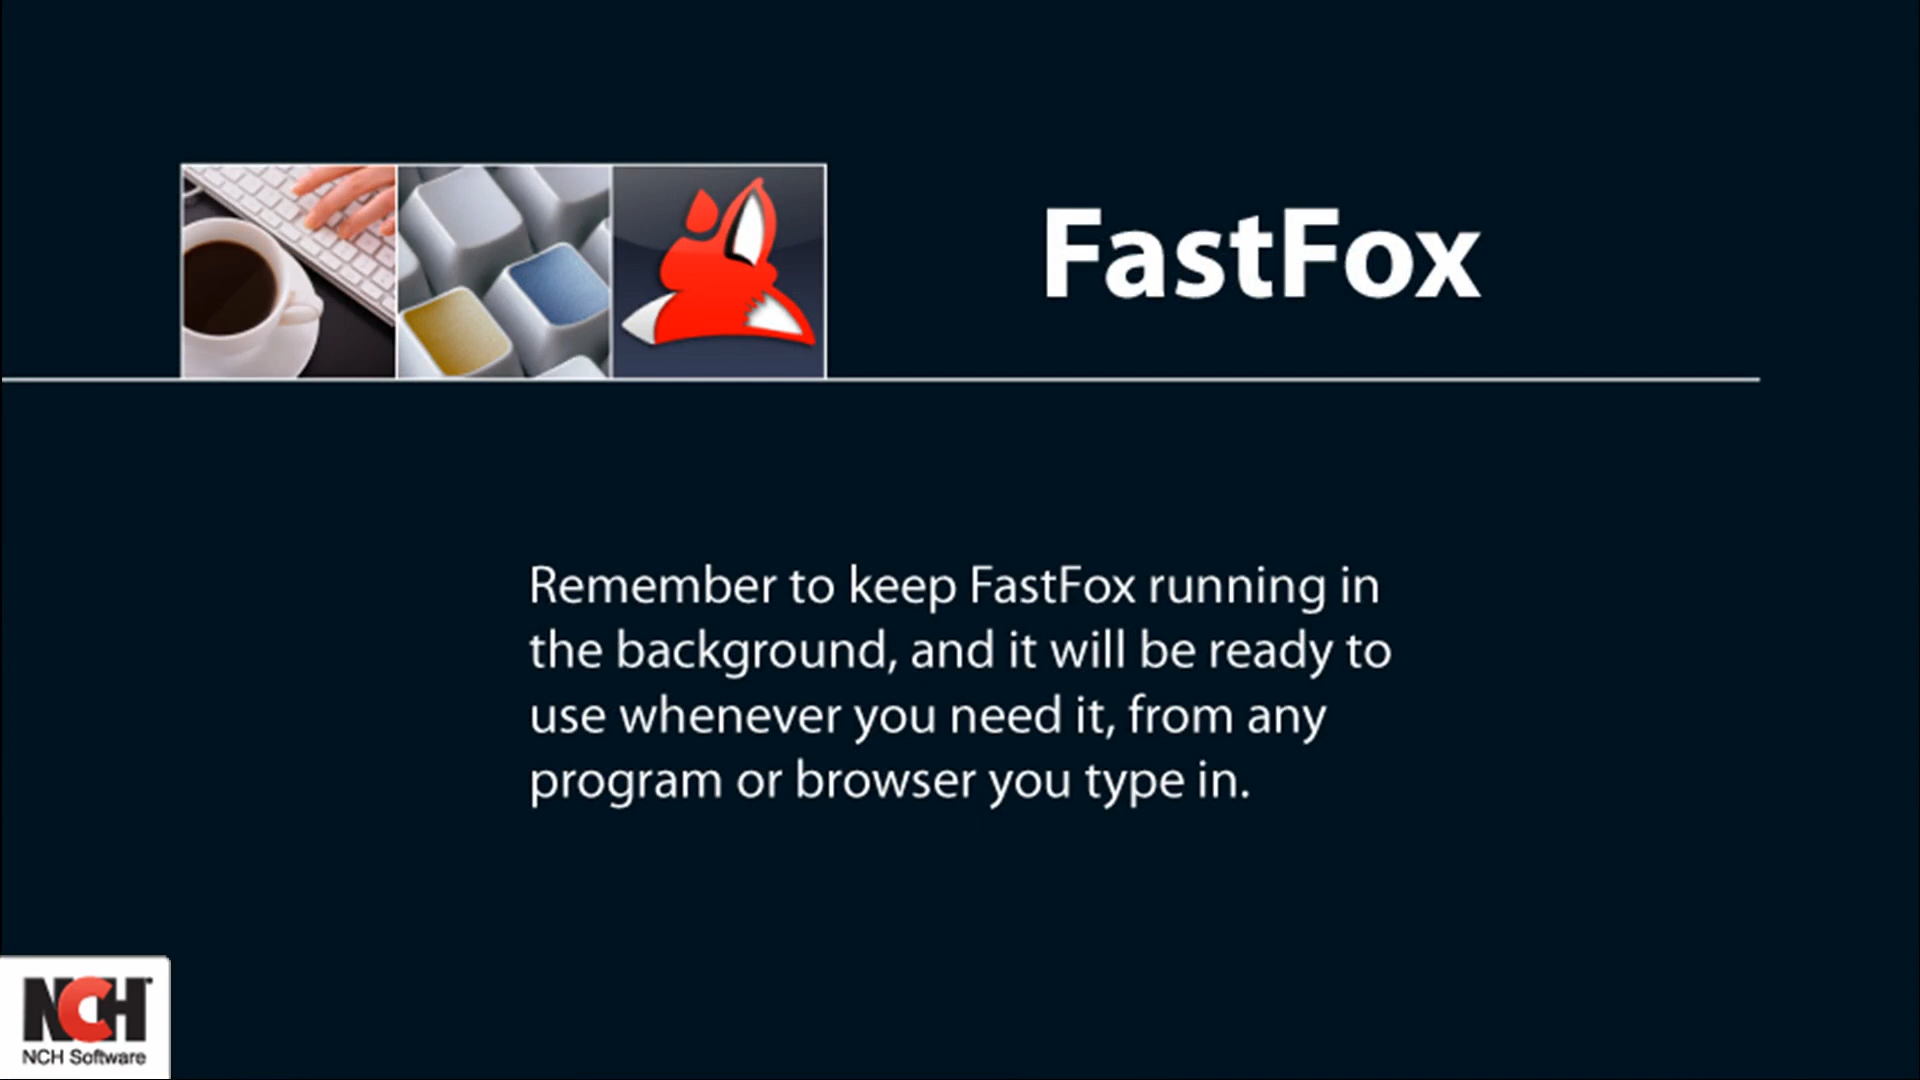 FastFox
Remember to keep FastFox running in
the background, and it will be ready to
use whenever you need it, from any
program or browser you type in.
NCH
NCH Software